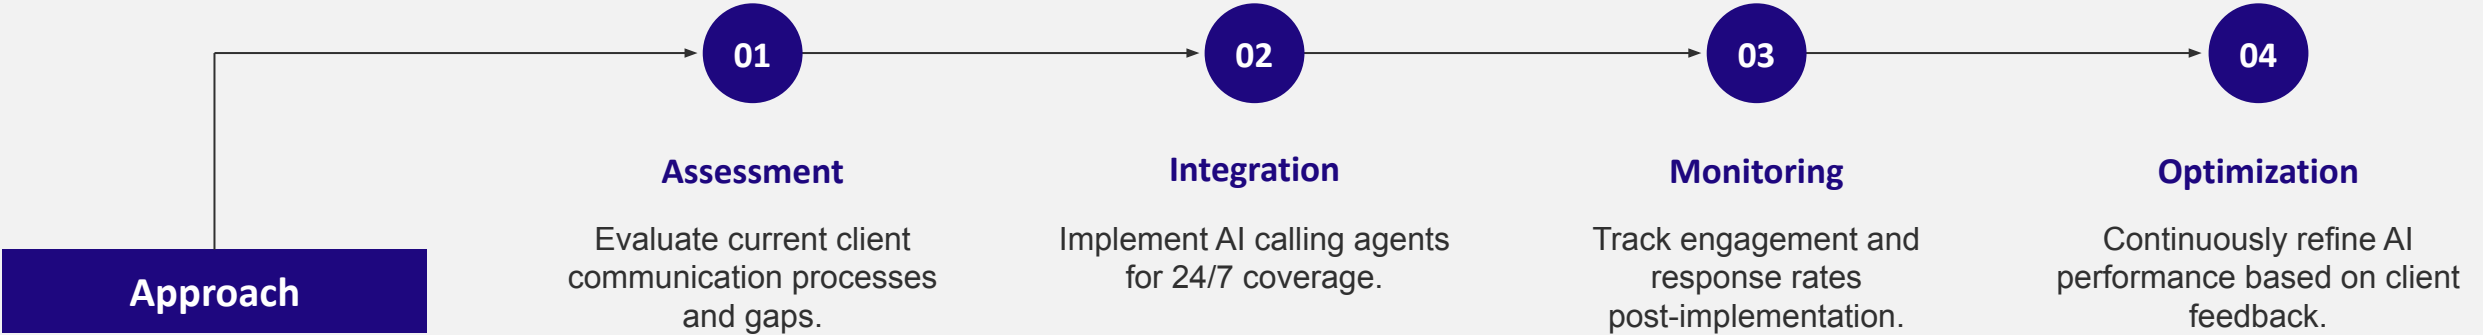 Approach
01
Assessment
Evaluate current client
communication processes
and gaps.
02
Integration
Implement AI calling agents
for 24/7 coverage.
03
Monitoring
Track engagement and
response rates
post-implementation.
04
Optimization
Continuously refine AI
performance based on client
feedback.